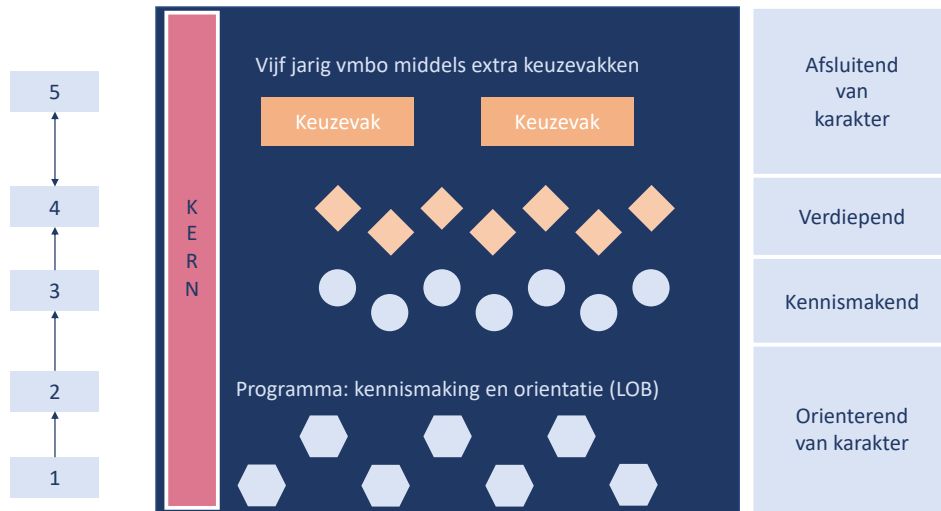 5
4
3
2
1
K
E
R
N
Vijf jarig vmbo middels extra keuzevakken
Keuzevak
Keuzevak
Programma: kennismaking en orientatie (LOB)
Afsluitend
van
karakter
Verdiepend
Kennismakend
Orienterend
van karakter